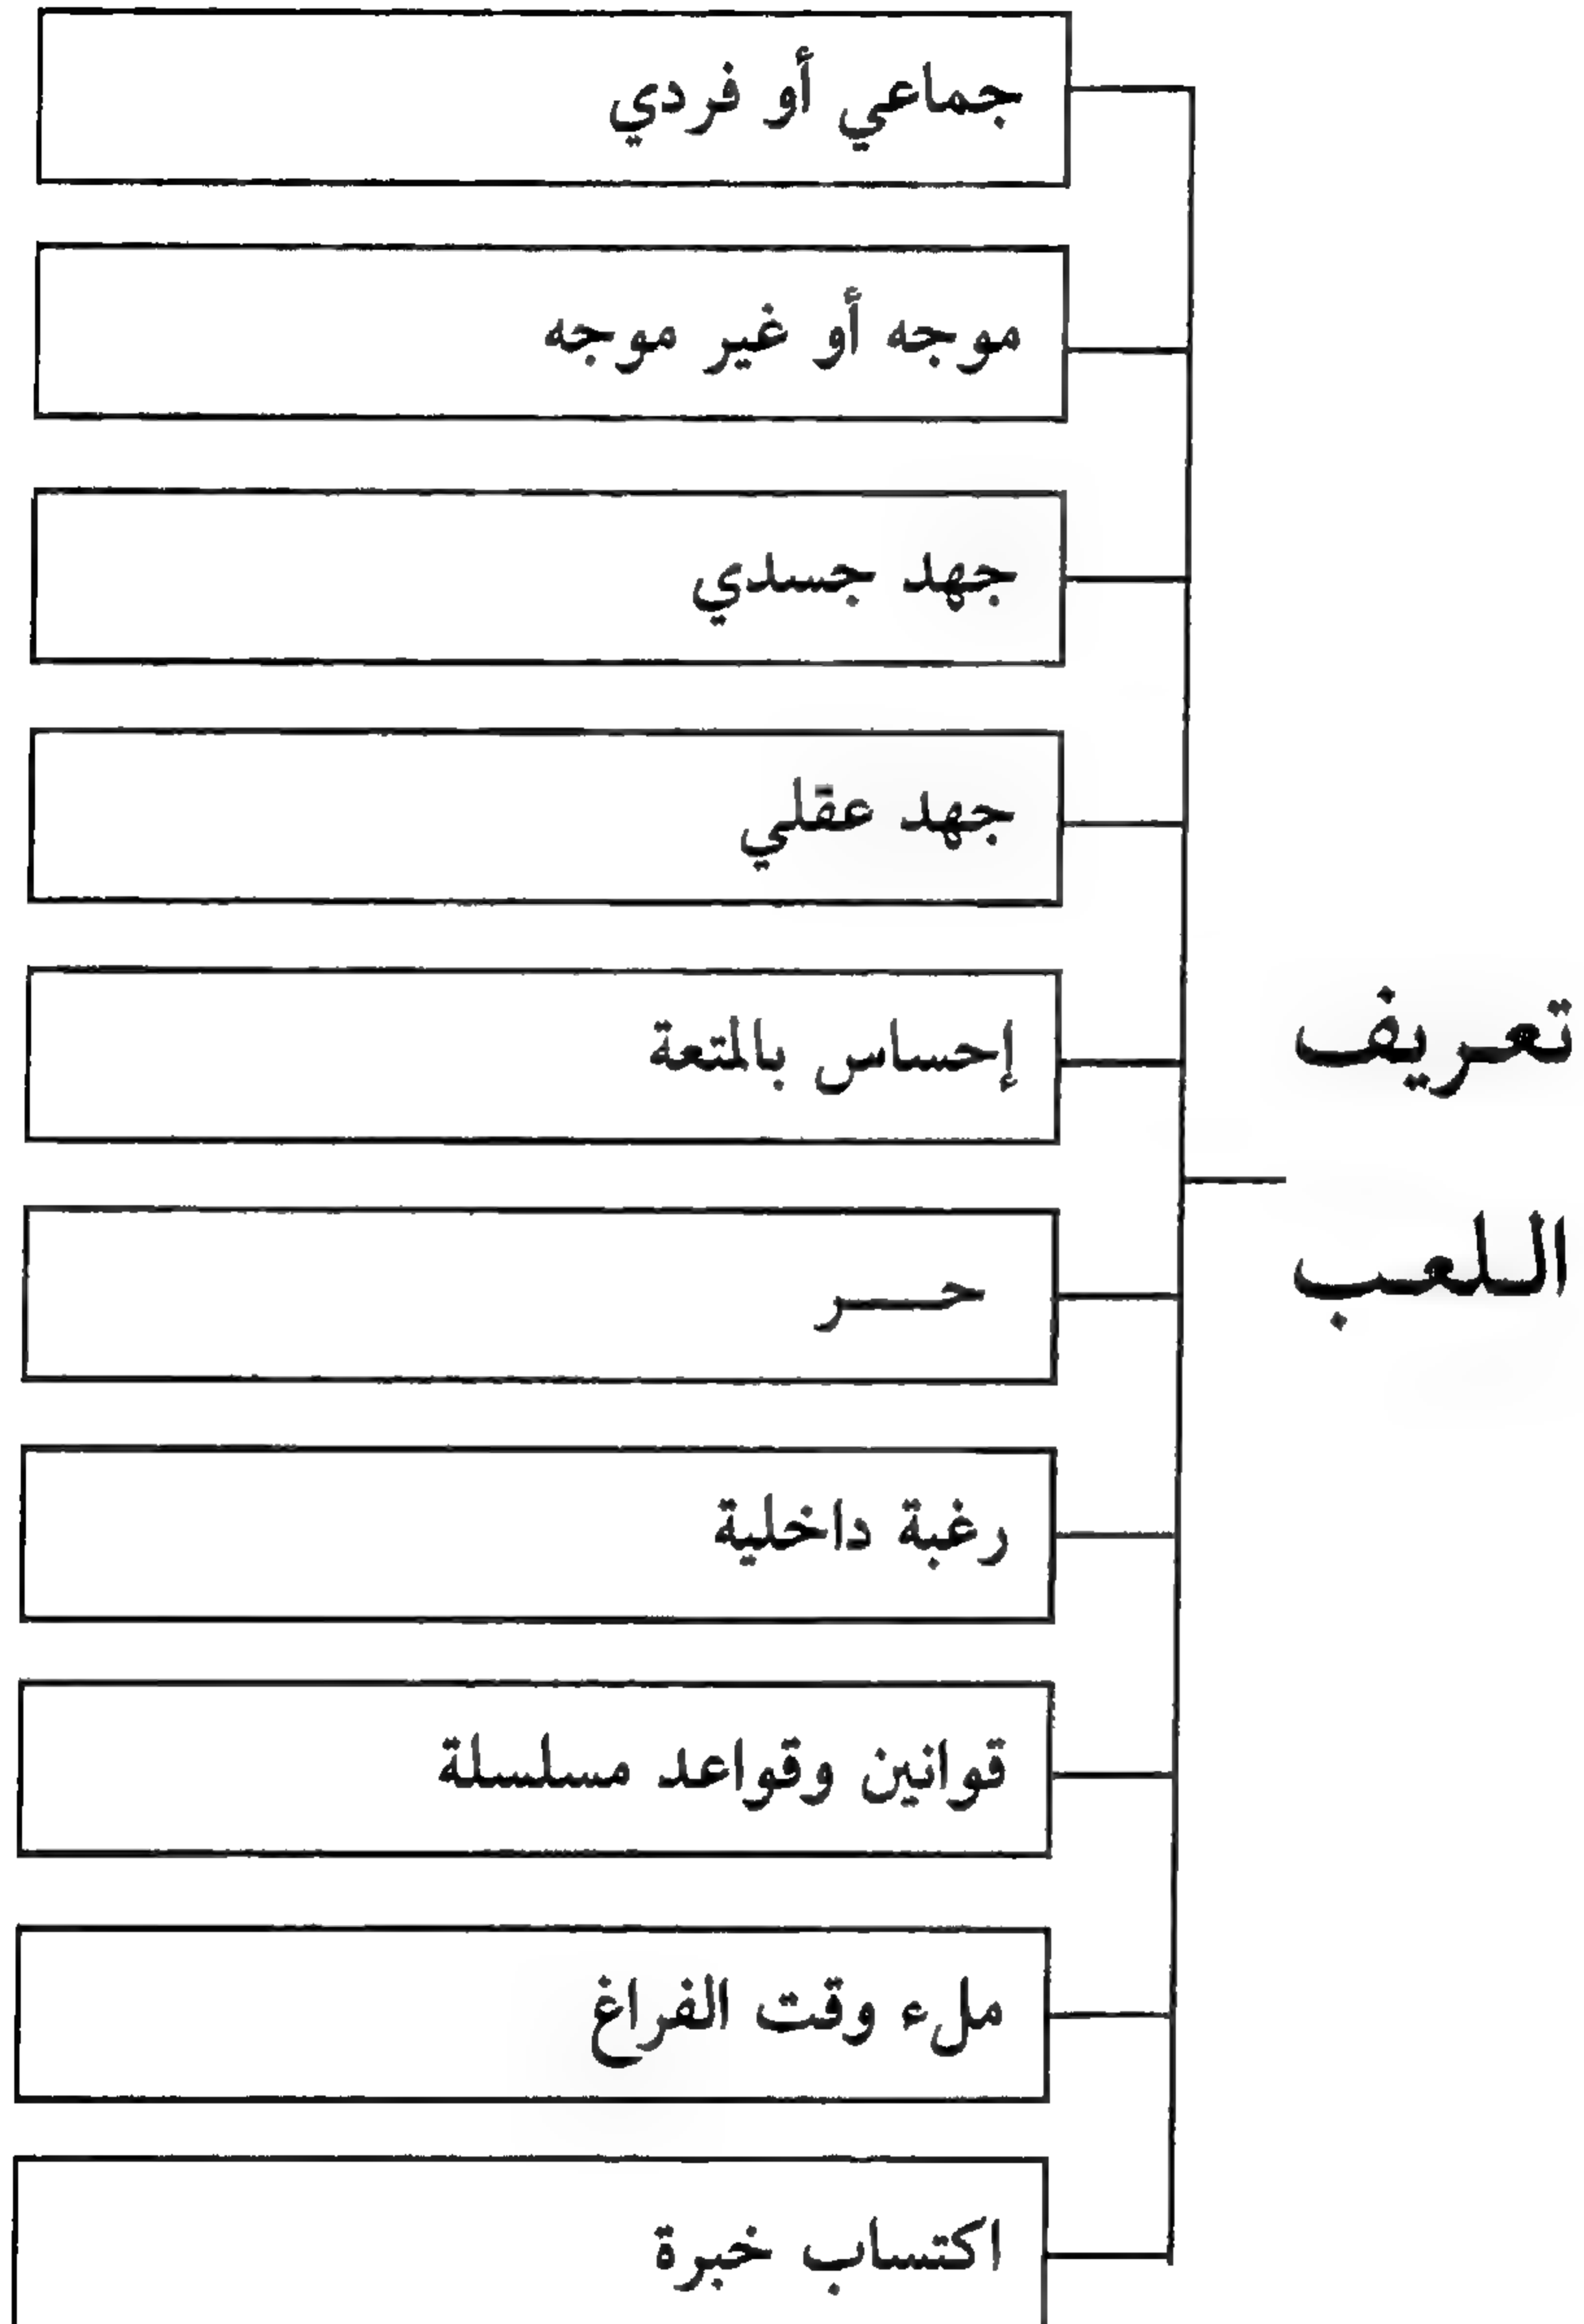 تعريف
اللعب
جماعي أو فردي
موجه أو غير موجه
جهد جسدي
جهد عقلي
إحساس بالمتعة
حـــر
رغبة داخلية
قوانين وقواعد مسلسلة
ملء وقت الفراغ
اكتساب خبرة